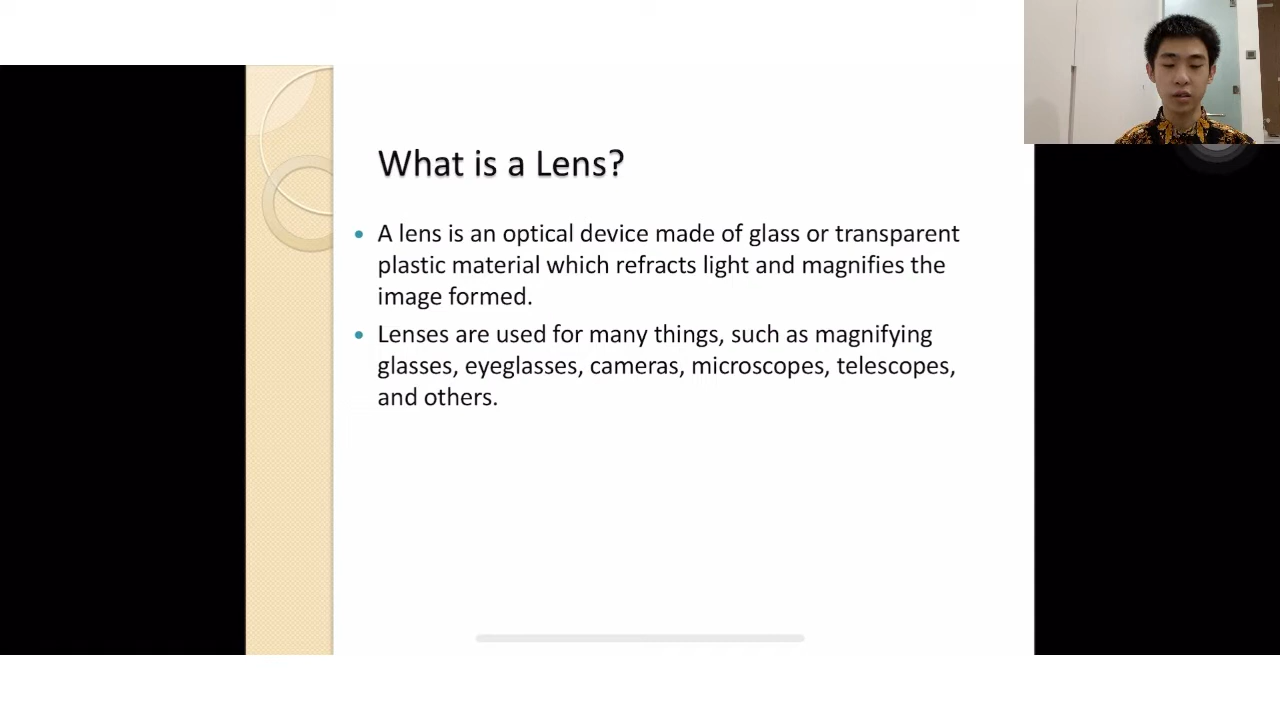 What is a Lens?
• A lens is an optical device made of glass or transparent
plastic material which refracts light and magnifies the
image formed.
• Lenses are used for many things, such as magnifying
glasses, eyeglasses, cameras, microscopes, telescopes,
and others.